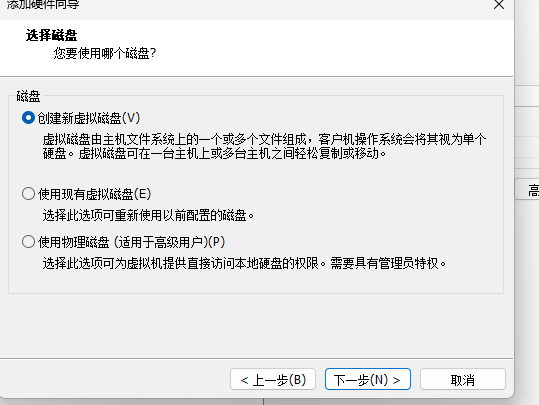 添加硬件向导
选择磁盘
您要使用哪个磁盘?
磁盘
创建新虚拟磁盘(V)
虚拟磁盘由主机文件系统上的一个或多个文件组成，客户机操作系统会将其视为单个
硬盘。虚拟磁盘可在一台主机上或多台主机之间轻松复制或移动。
使用现有虚拟磁盘(E)
选择此选项可重新使用以前配置的磁盘。
使用物理磁盘 (适用于高级用户)(P)
选择此选项可为虚拟机提供直接访问本地硬盘的权限。需要具有管理员特权。
高
< 上一步(B)
下一步(N) >
取消